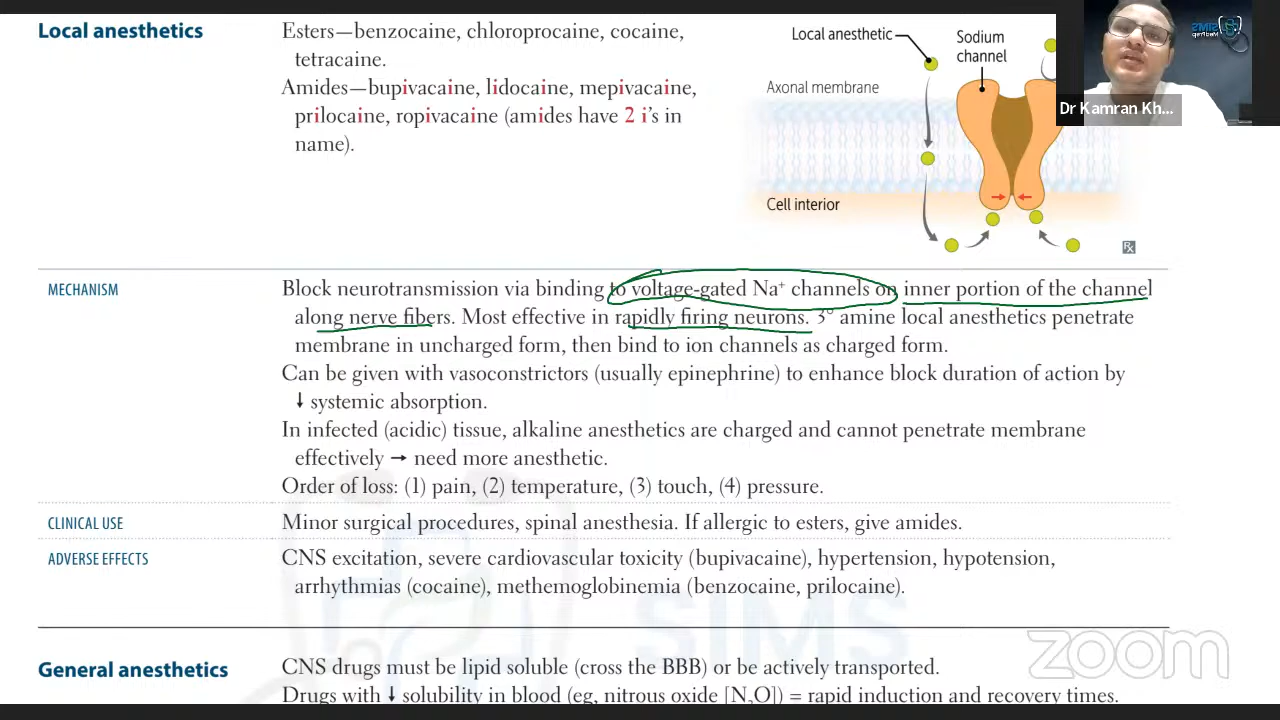 Local anesthetics
Esters—benzocaine, chloroprocaine, cocaine,
tetracaine.
Amides—bupivacaine, lidocaine, mepivacaine,
prilocaine, ropivacaine (amides have 2 i's in
name).
Local anesthetic
Sodium
channel
Axonal membrane
Cell interior
Dr Kamran Kh...
MECHANISM
Block neurotransmission via binding to voltage-gated Na⁺ channels on inner portion of the channel
along nerve fibers. Most effective in rapidly firing neurons. 3° amine local anesthetics penetrate
membrane in uncharged form, then bind to ion channels as charged form.
Can be given with vasoconstrictors (usually epinephrine) to enhance block duration of action by
↓ systemic absorption.
In infected (acidic) tissue, alkaline anesthetics are charged and cannot penetrate membrane
effectively → need more anesthetic.
Order of loss: (1) pain, (2) temperature, (3) touch, (4) pressure.
CLINICAL USE
Minor surgical procedures, spinal anesthesia. If allergic to esters, give amides.
ADVERSE EFFECTS
CNS excitation, severe cardiovascular toxicity (bupivacaine), hypertension, hypotension,
arrhythmias (cocaine), methemoglobinemia (benzocaine, prilocaine).
SIMS
zoom
General anesthetics
CNS drugs must be lipid soluble (cross the BBB) or be actively transported.
Drugs with ↓ solubility in blood (eg, nitrous oxide [N₂O]) = rapid induction and recovery times.